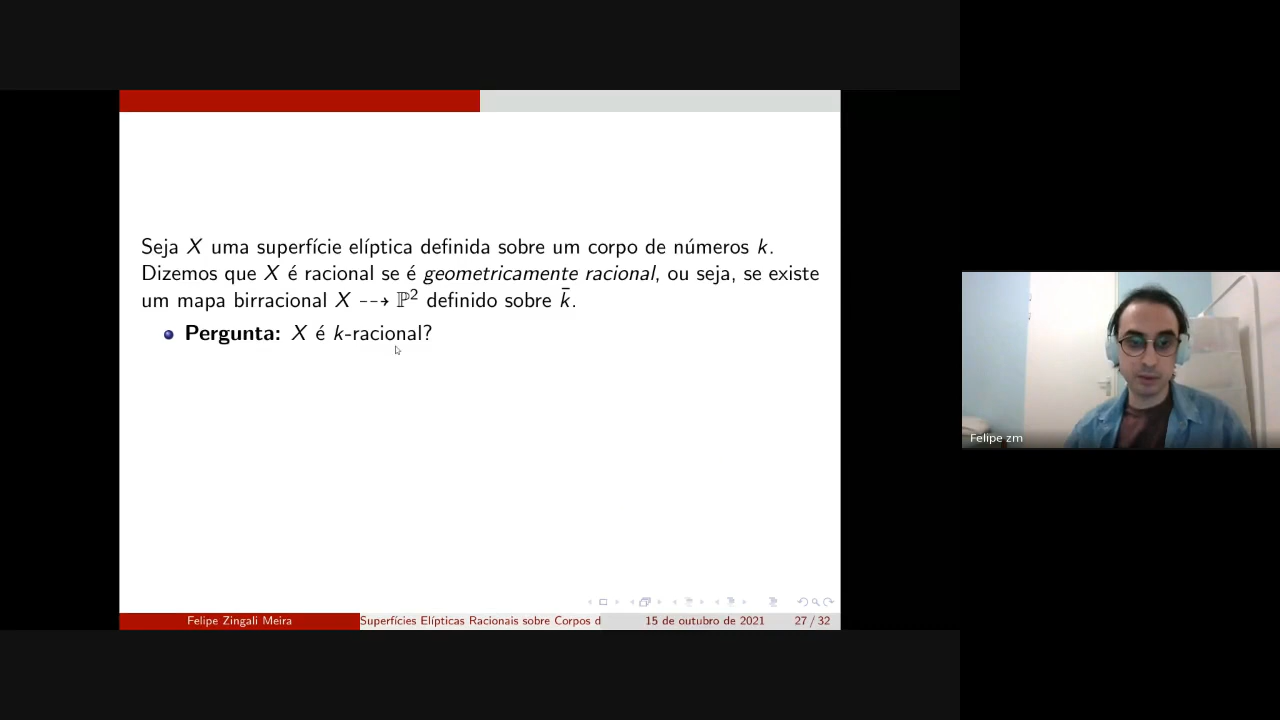 Seja X uma superfície elíptica definida sobre um corpo de números k.
Dizemos que X é racional se é geometricamente racional, ou seja, se existe
um mapa birracional X ⇢ ℙ² definido sobre k̄.
Pergunta: X é k-racional?
Felipe zm
Felipe Zingali Meira
Superfícies Elípticas Racionais sobre Corpos d
15 de outubro de 2021
27 / 32